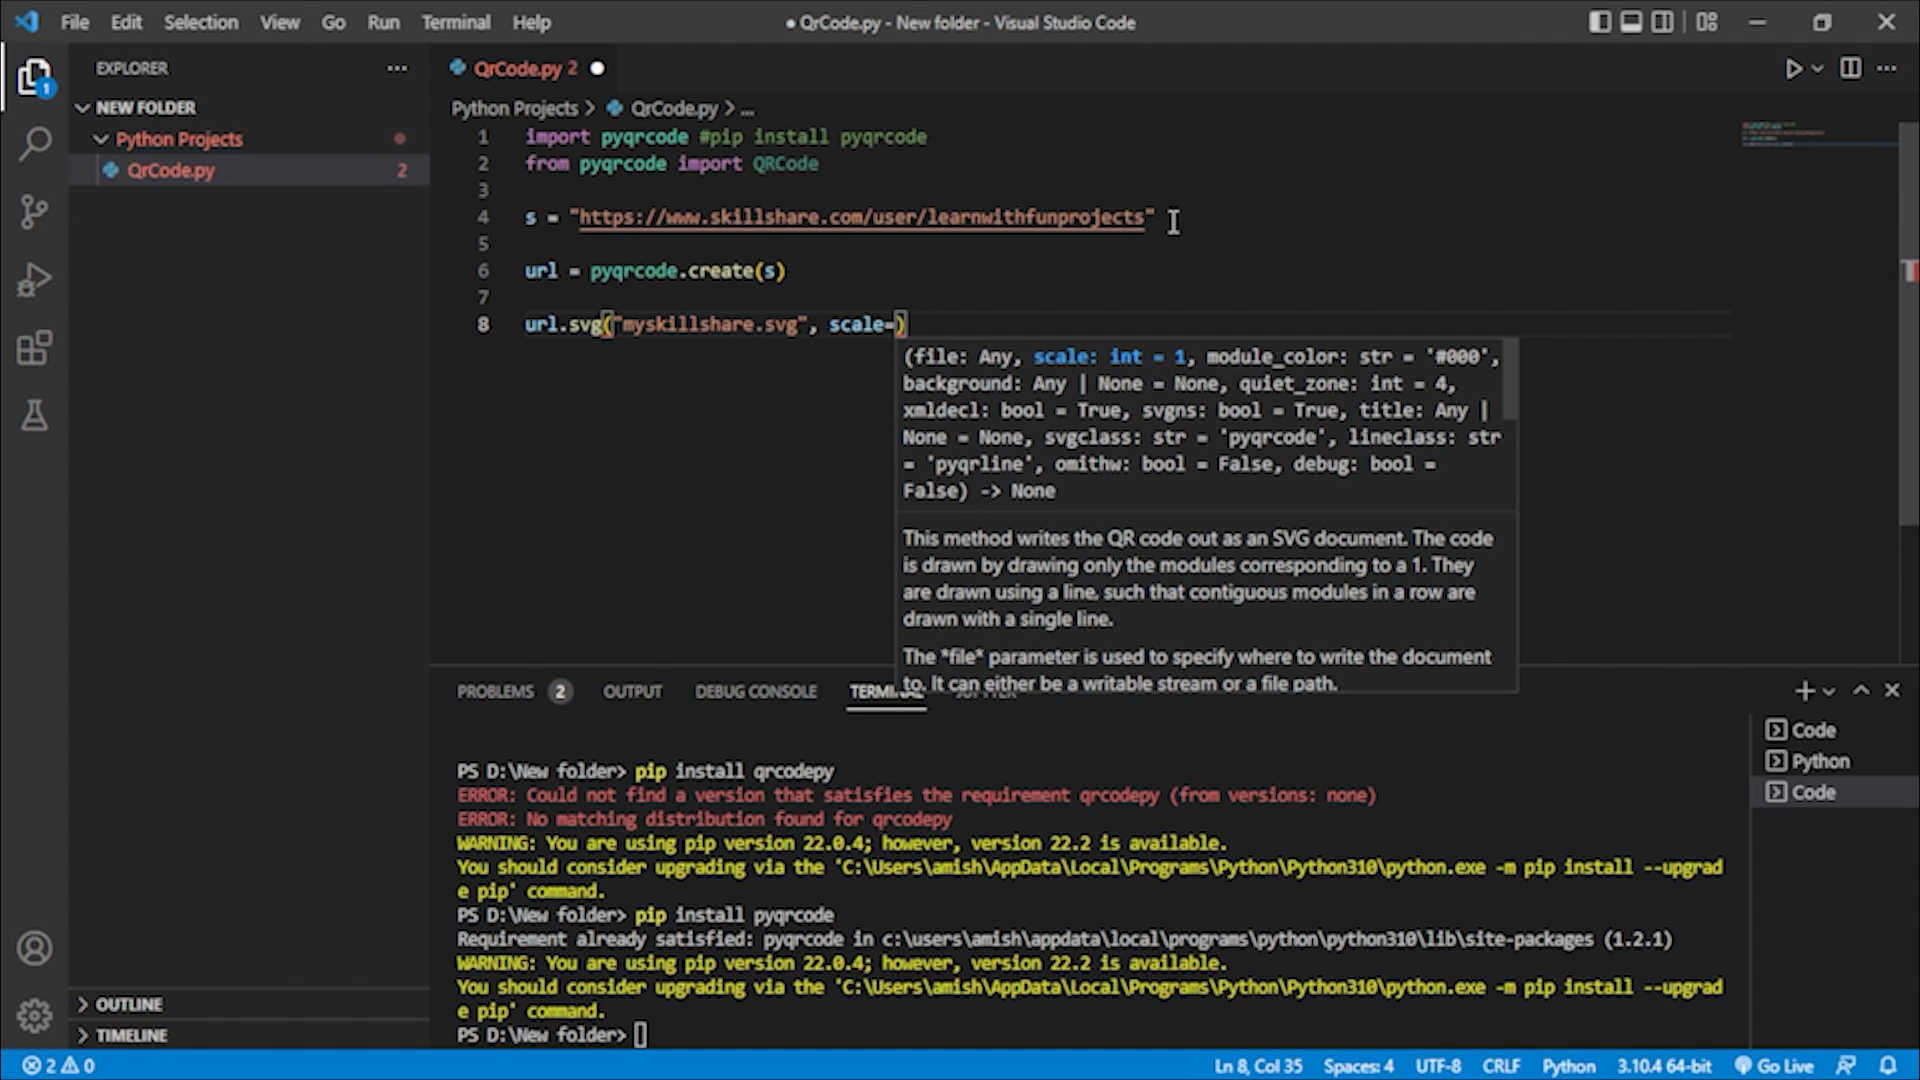 File Edit Selection View Go Run Terminal Help
● QrCode.py - New folder - Visual Studio Code
EXPLORER
1
NEW FOLDER
Python Projects
QrCode.py 2
OUTLINE
TIMELINE
QrCode.py 2
Python Projects > QrCode.py > ...
1 import pyqrcode #pip install pyqrcode
2 from pyqrcode import QRCode
3
4 s = "https://www.skillshare.com/user/learnwithfunprojects"
5
6 url = pyqrcode.create(s)
7
8 url.svg("myskillshare.svg", scale=)
(file: Any, scale: int = 1, module_color: str = '#000',
background: Any | None = None, quiet_zone: int = 4,
xmldecl: bool = True, svgns: bool = True, title: Any |
None = None, svgclass: str = 'pyqrcode', lineclass: str
= 'pyqrline', omithw: bool = False, debug: bool =
False) -> None
This method writes the QR code out as an SVG document. The code
is drawn by drawing only the modules corresponding to a 1. They
are drawn using a line, such that contiguous modules in a row are
drawn with a single line.
The *file* parameter is used to specify where to write the document
to. It can either be a writable stream or a file path.
PROBLEMS 2 OUTPUT DEBUG CONSOLE TERMINAL
Code
Python
Code
PS D:\New folder> pip install qrcodepy
ERROR: Could not find a version that satisfies the requirement qrcodepy (from versions: none)
ERROR: No matching distribution found for qrcodepy
WARNING: You are using pip version 22.0.4; however, version 22.2 is available.
You should consider upgrading via the 'C:\Users\amish\AppData\Local\Programs\Python\Python310\python.exe -m pip install --upgrad
e pip' command.
PS D:\New folder> pip install pyqrcode
Requirement already satisfied: pyqrcode in c:\users\amish\appdata\local\programs\python\python310\lib\site-packages (1.2.1)
WARNING: You are using pip version 22.0.4; however, version 22.2 is available.
You should consider upgrading via the 'C:\Users\amish\AppData\Local\Programs\Python\Python310\python.exe -m pip install --upgrad
e pip' command.
PS D:\New folder>
2 0
Ln 8, Col 35 Spaces: 4 UTF-8 CRLF Python 3.10.4 64-bit Go Live